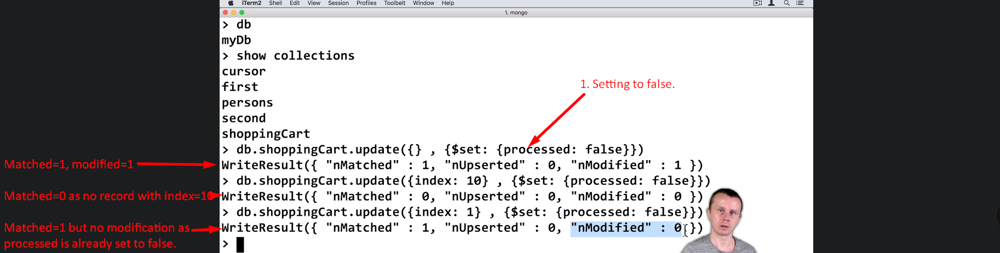 iTerm2 Shell Edit View Session Profiles Toolbelt Window Help
1. mongo
> db
myDb
> show collections
cursor
first
persons
second
shoppingCart
1. Setting to false.
> db.shoppingCart.update({} , {$set: {processed: false}})
Matched=1, modified=1
WriteResult({ "nMatched" : 1, "nUpserted" : 0, "nModified" : 1 })
> db.shoppingCart.update({index: 10} , {$set: {processed: false}})
Matched=0 as no record with index=10
WriteResult({ "nMatched" : 0, "nUpserted" : 0, "nModified" : 0 })
> db.shoppingCart.update({index: 1} , {$set: {processed: false}})
Matched=1 but no modification as
processed is already set to false.
WriteResult({ "nMatched" : 1, "nUpserted" : 0, "nModified" : 0 })
>